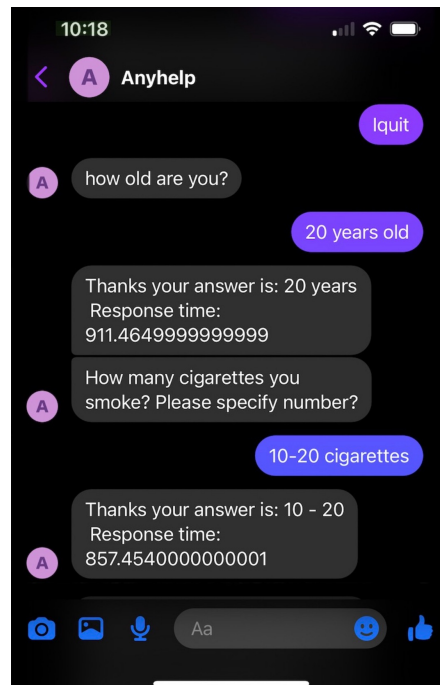 10:18
A Anyhelp
Iquit
A how old are you?
20 years old
Thanks your answer is: 20 years
Response time:
911.4649999999999
How many cigarettes you
A smoke? Please specify number?
10-20 cigarettes
Thanks your answer is: 10 - 20
Response time:
A 857.4540000000001
Aa